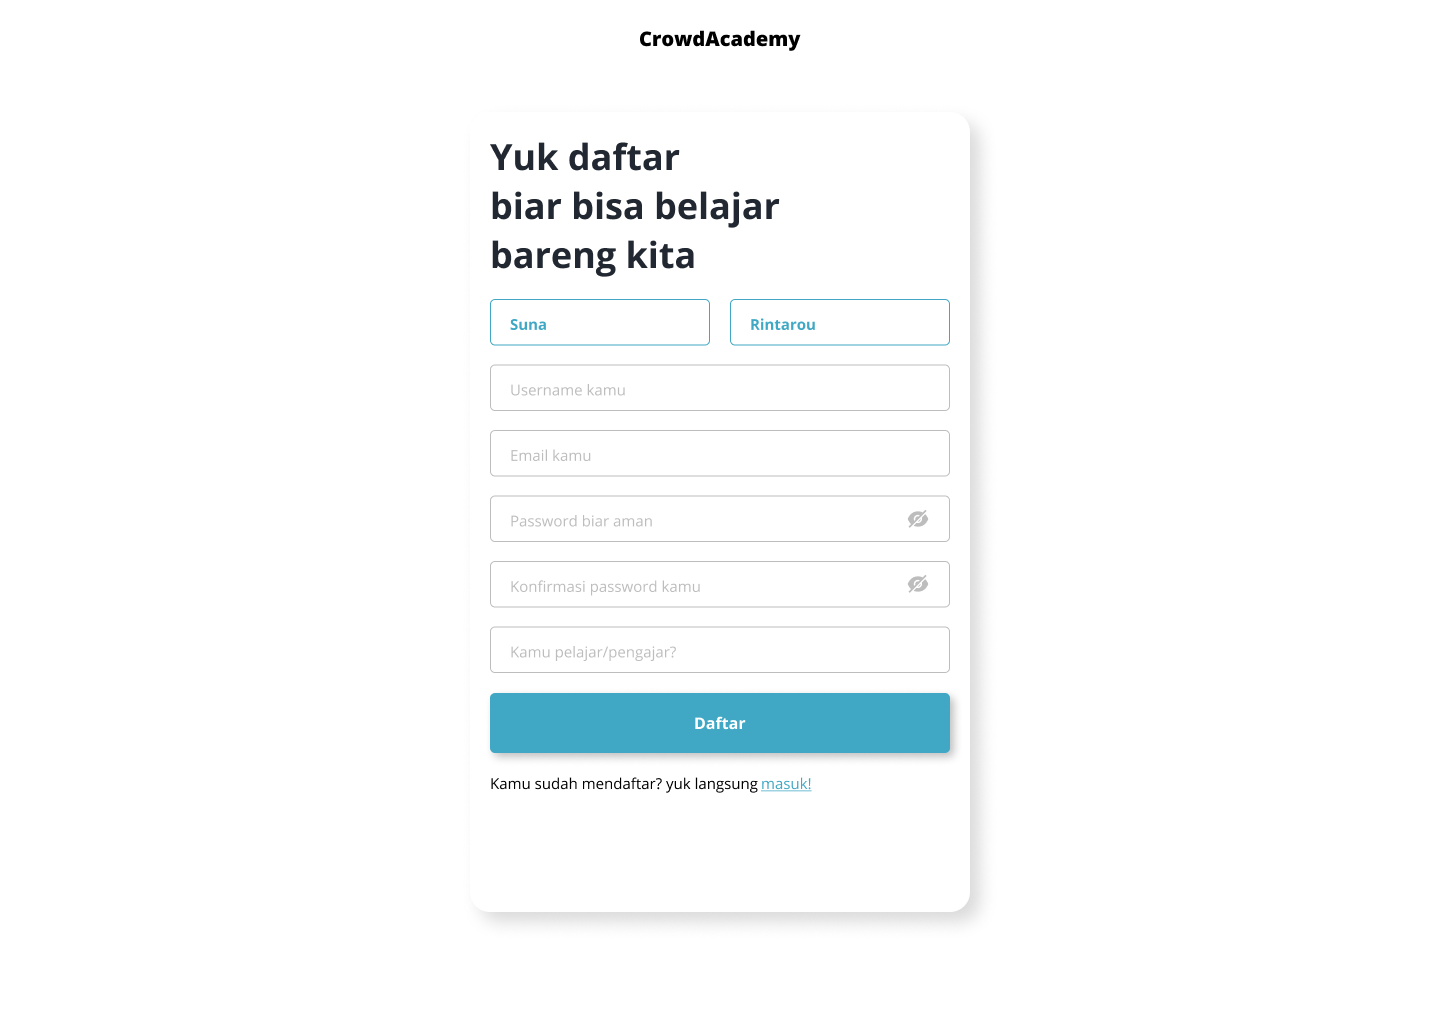 CrowdAcademy
Yuk daftar
biar bisa belajar
bareng kita
Suna
Rintarou
Username kamu
Email kamu
Password biar aman
Konfirmasi password kamu
Kamu pelajar/pengajar?
Daftar
Kamu sudah mendaftar? yuk langsung masuk!